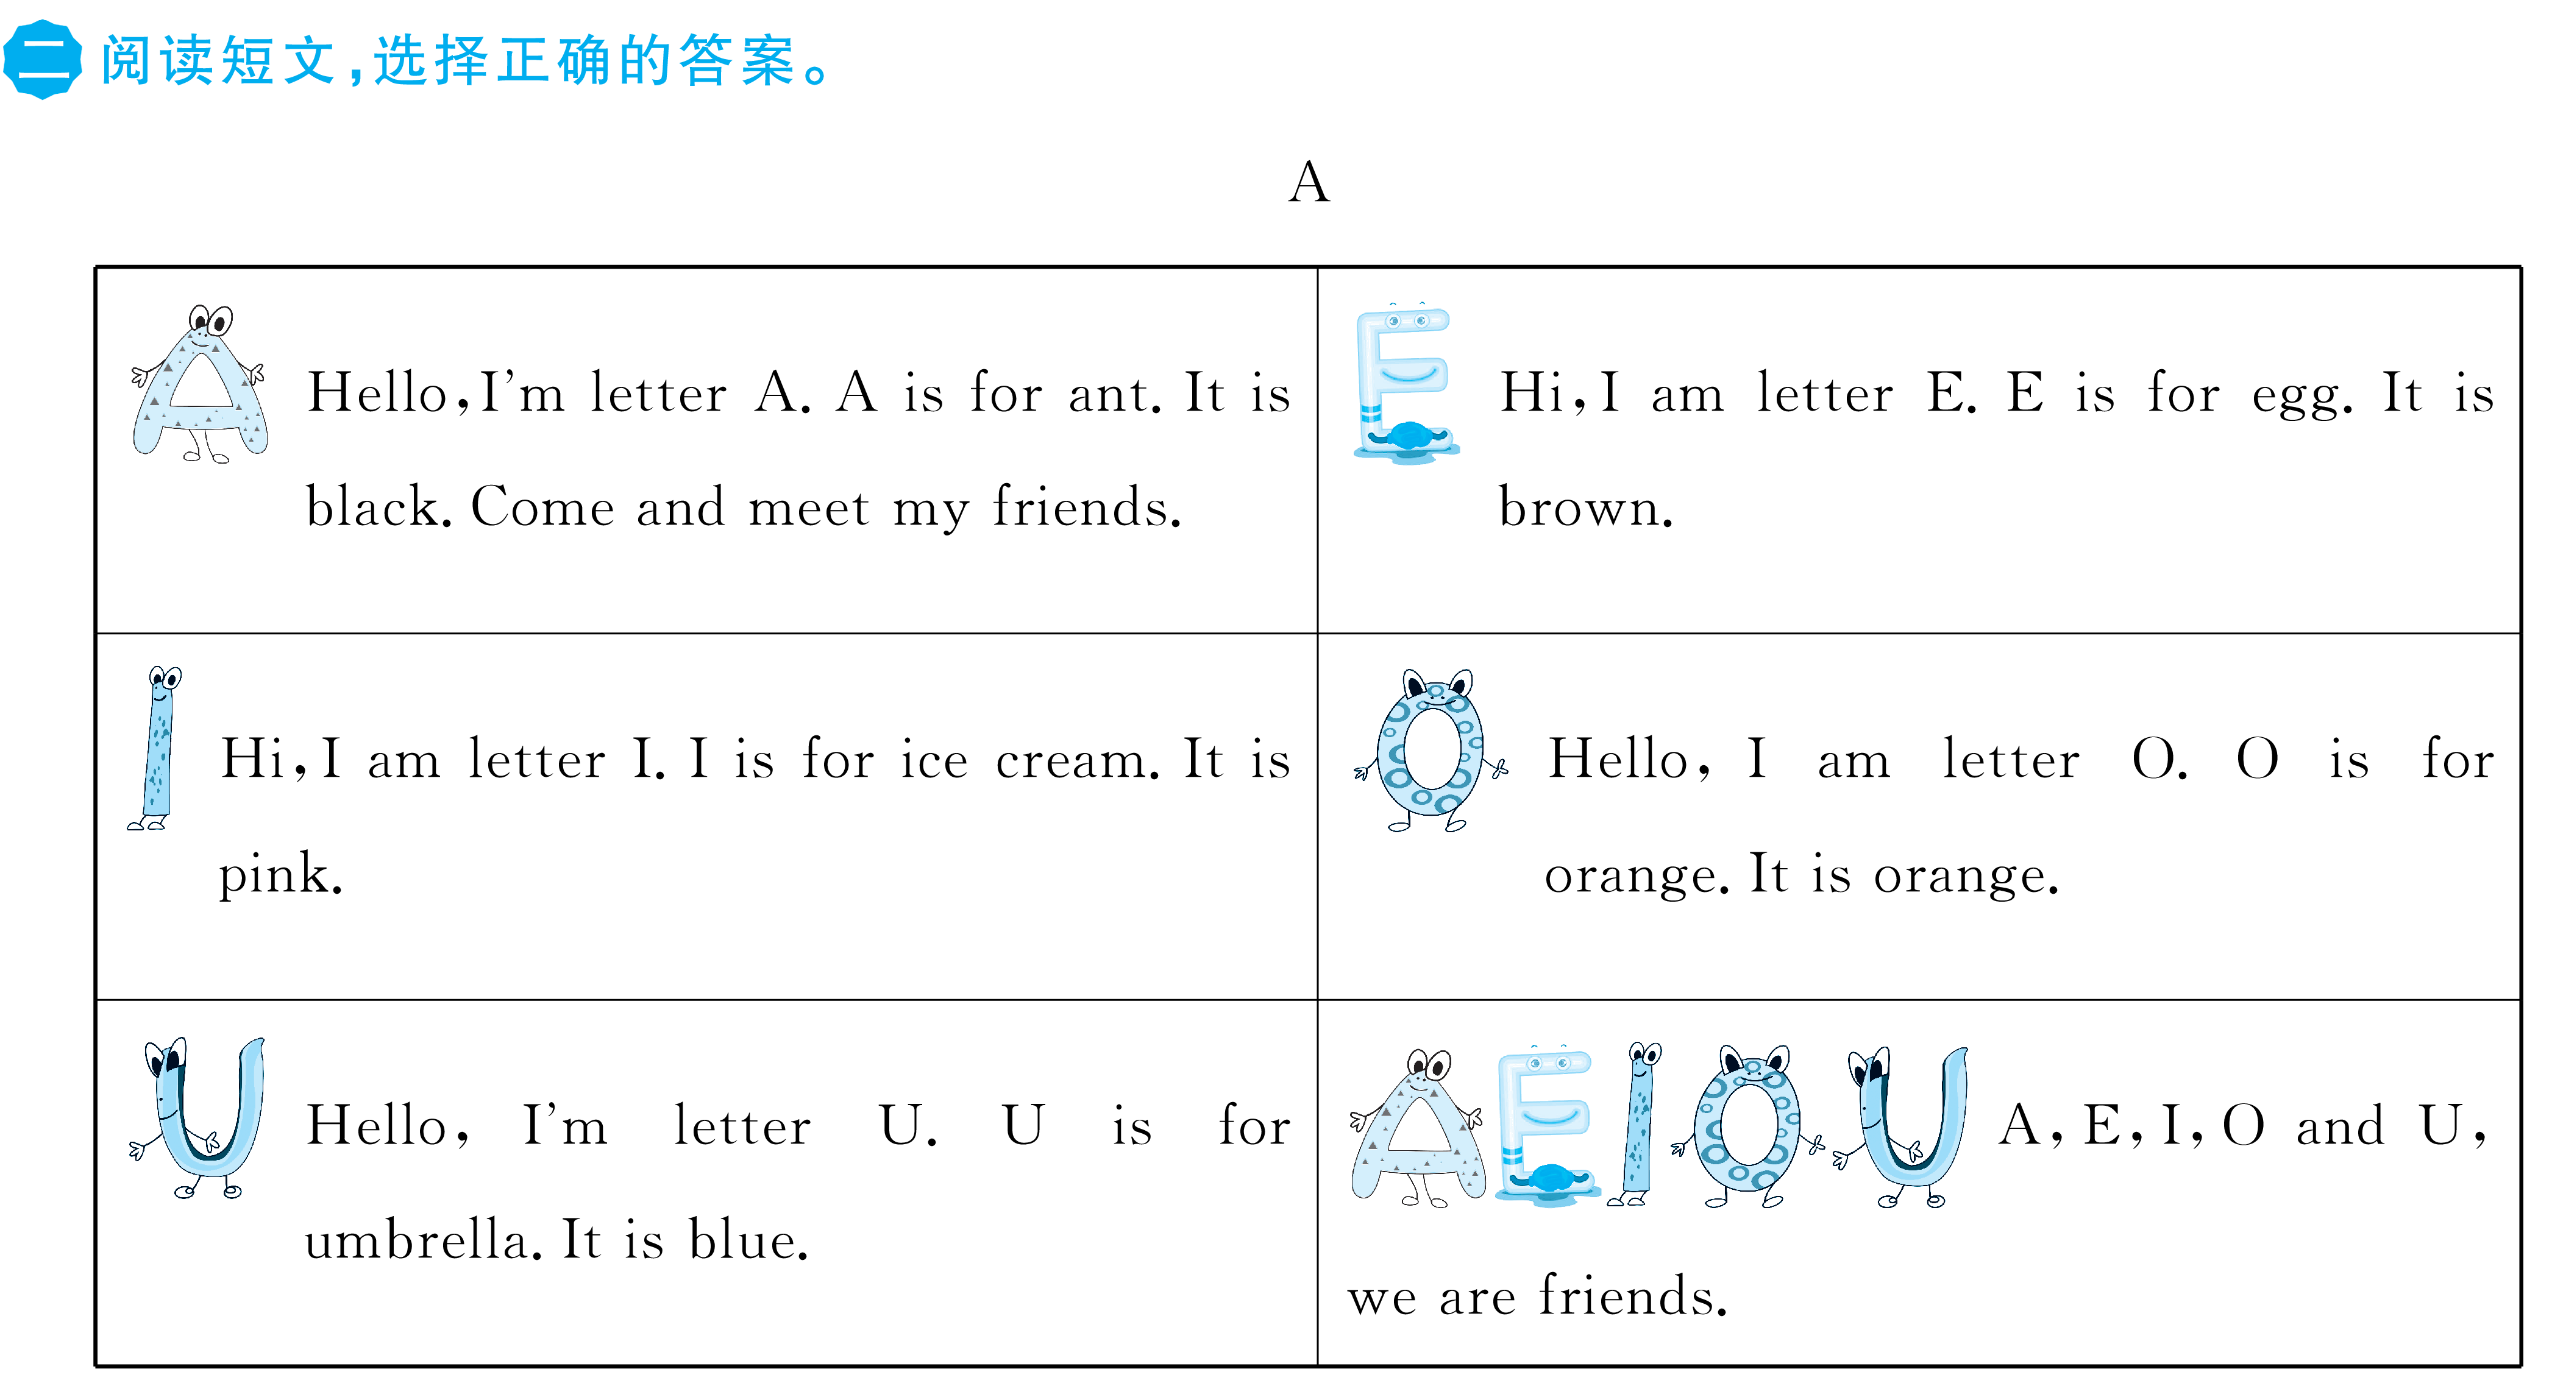 二 阅读短文,选择正确的答案。
A
Hello,I'm letter A. A is for ant. It is
black. Come and meet my friends.
Hi,I am letter E. E is for egg. It is
brown.
Hi,I am letter I. I is for ice cream. It is
pink.
Hello, I am letter O. O is for
orange. It is orange.
Hello, I'm letter U. U is for
umbrella. It is blue.
A E I O U A,E,I,O and U,
we are friends.